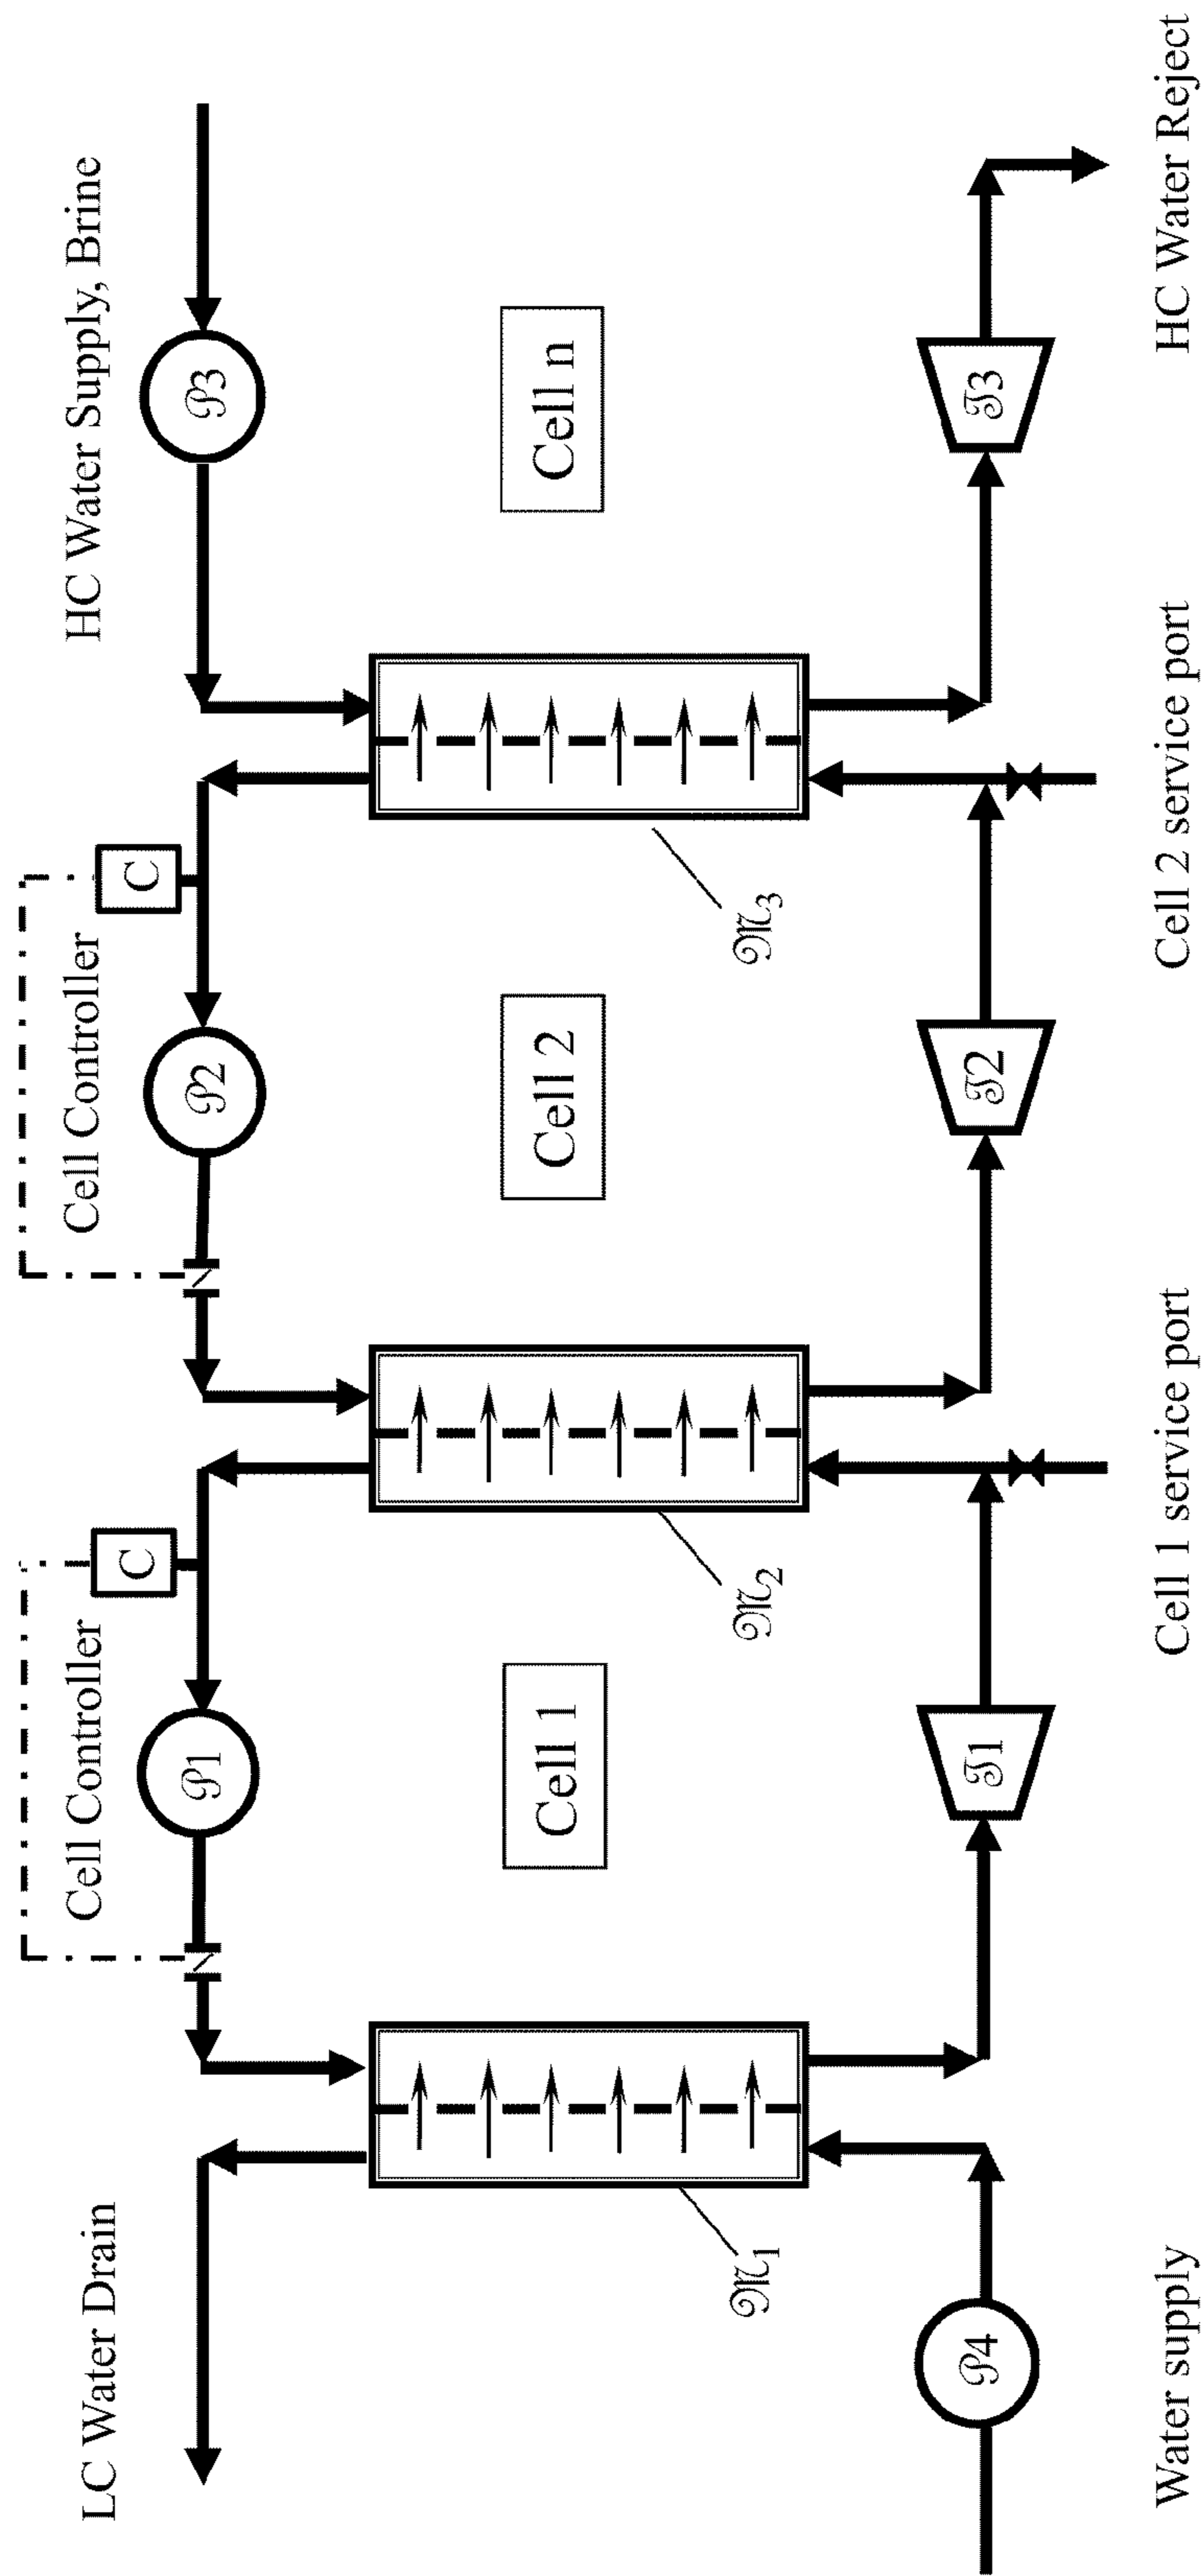 LC Water Drain
Cell Controller
Cell Controller
HC Water Supply, Brine
C
C
𝒫1
𝒫2
𝒫3
Cell 1
Cell 2
Cell n
𝔐1
𝔐2
𝔐3
𝒫4
𝒯1
𝒯2
𝒯3
Water supply
Cell 1 service port
Cell 2 service port
HC Water Reject